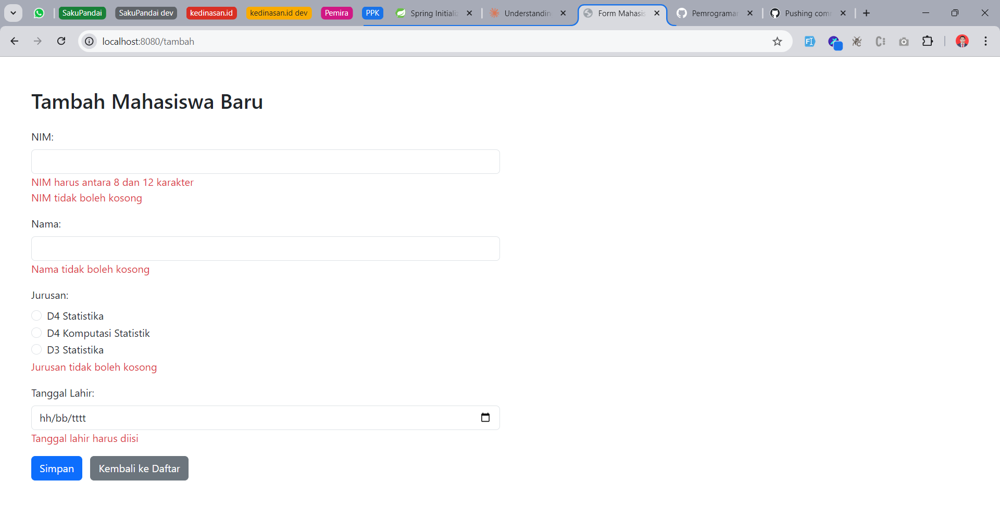 SakuPandai SakuPandai dev kedinasan.id kedinasan.id dev Pemira PPK Spring Initializ Understandin Form Mahasis Pemrograman Pushing com
localhost:8080/tambah
Tambah Mahasiswa Baru
NIM:
NIM harus antara 8 dan 12 karakter
NIM tidak boleh kosong
Nama:
Nama tidak boleh kosong
Jurusan:
D4 Statistika
D4 Komputasi Statistik
D3 Statistika
Jurusan tidak boleh kosong
Tanggal Lahir:
hh/bb/tttt
Tanggal lahir harus diisi
Simpan Kembali ke Daftar